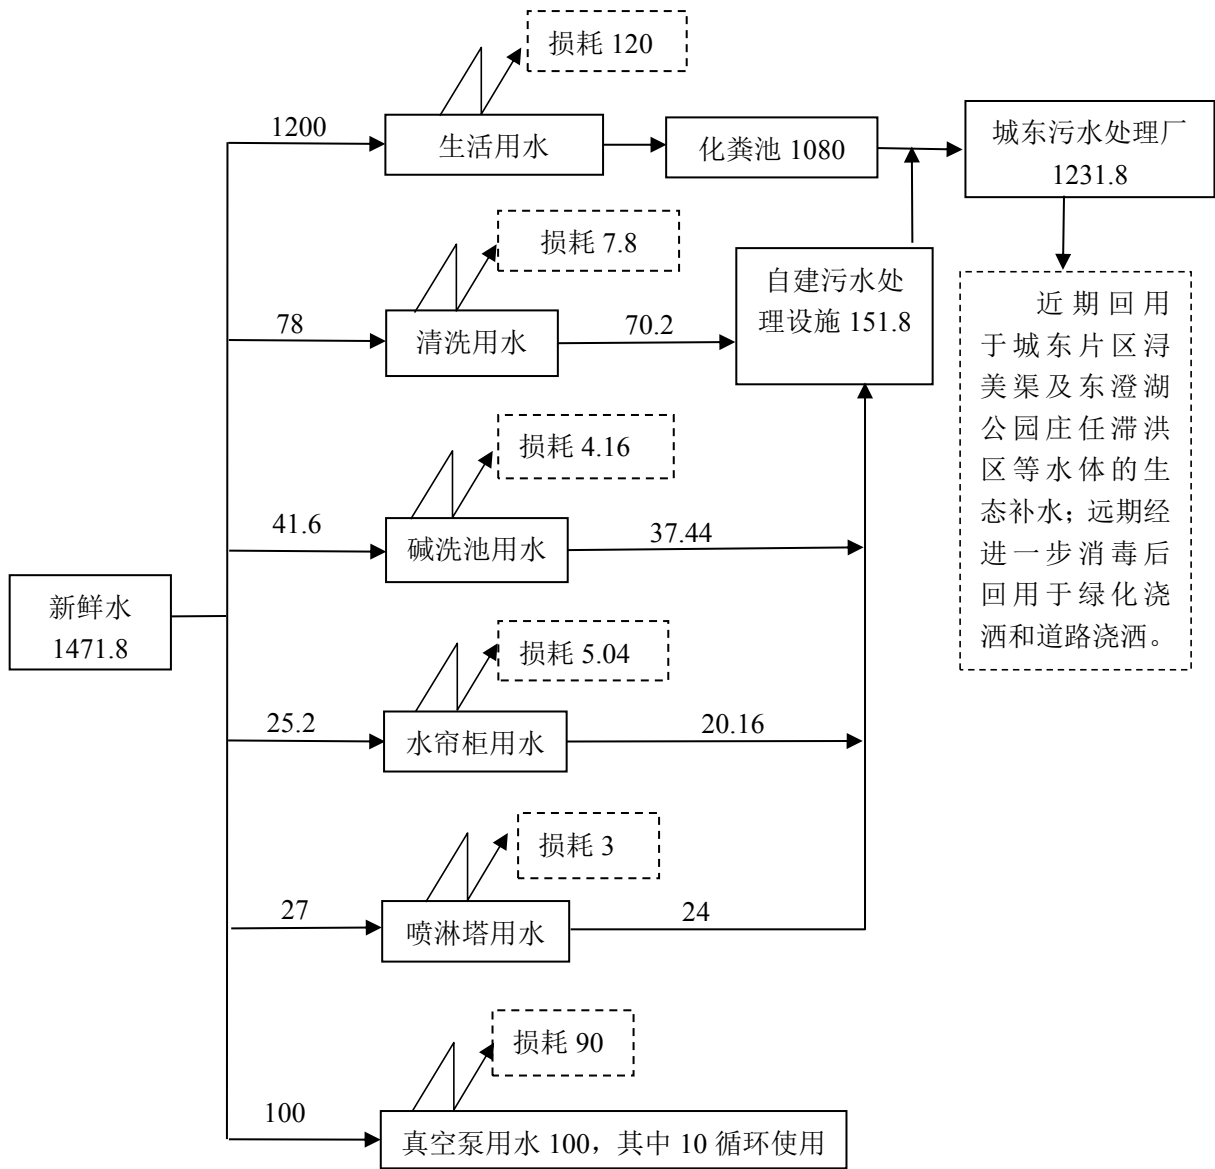 损耗 120
1200
生活用水
化粪池 1080
城东污水处理厂
1231.8
损耗 7.8
78
清洗用水
70.2
自建污水处
理设施 151.8
近期回用
于城东片区浔
美渠及东澄湖
公园庄任滞洪
区等水体的生
态补水；远期经
进一步消毒后
回用于绿化浇
洒和道路浇洒。
损耗 4.16
41.6
碱洗池用水
37.44
新鲜水
1471.8
损耗 5.04
25.2
水帘柜用水
20.16
损耗 3
27
喷淋塔用水
24
损耗 90
100
真空泵用水 100，其中 10 循环使用